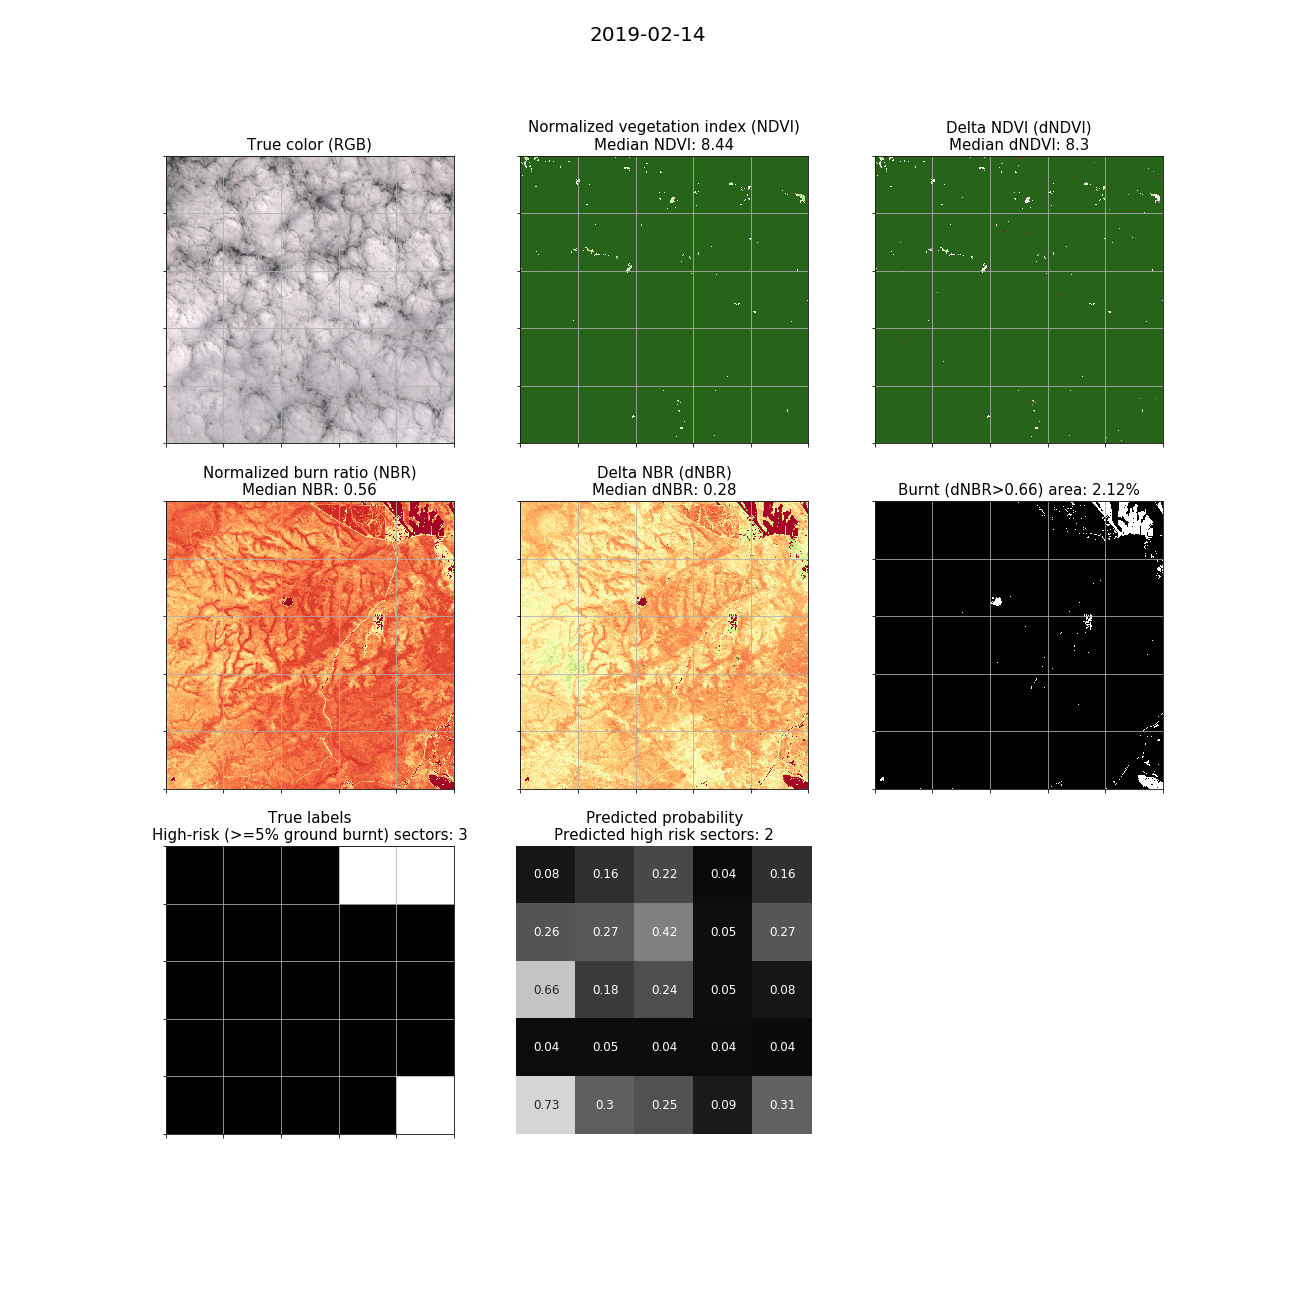 2019-02-14
True color (RGB)
Normalized vegetation index (NDVI)
Median NDVI: 8.44
Delta NDVI (dNDVI)
Median dNDVI: 8.3
Normalized burn ratio (NBR)
Median NBR: 0.56
Delta NBR (dNBR)
Median dNBR: 0.28
Burnt (dNBR>0.66) area: 2.12%
True labels
High-risk (>=5% ground burnt) sectors: 3
Predicted probability
Predicted high risk sectors: 2
0.08 0.16 0.22 0.04 0.16
0.26 0.27 0.42 0.05 0.27
0.66 0.18 0.24 0.05 0.08
0.04 0.05 0.04 0.04 0.04
0.73 0.3 0.25 0.09 0.31